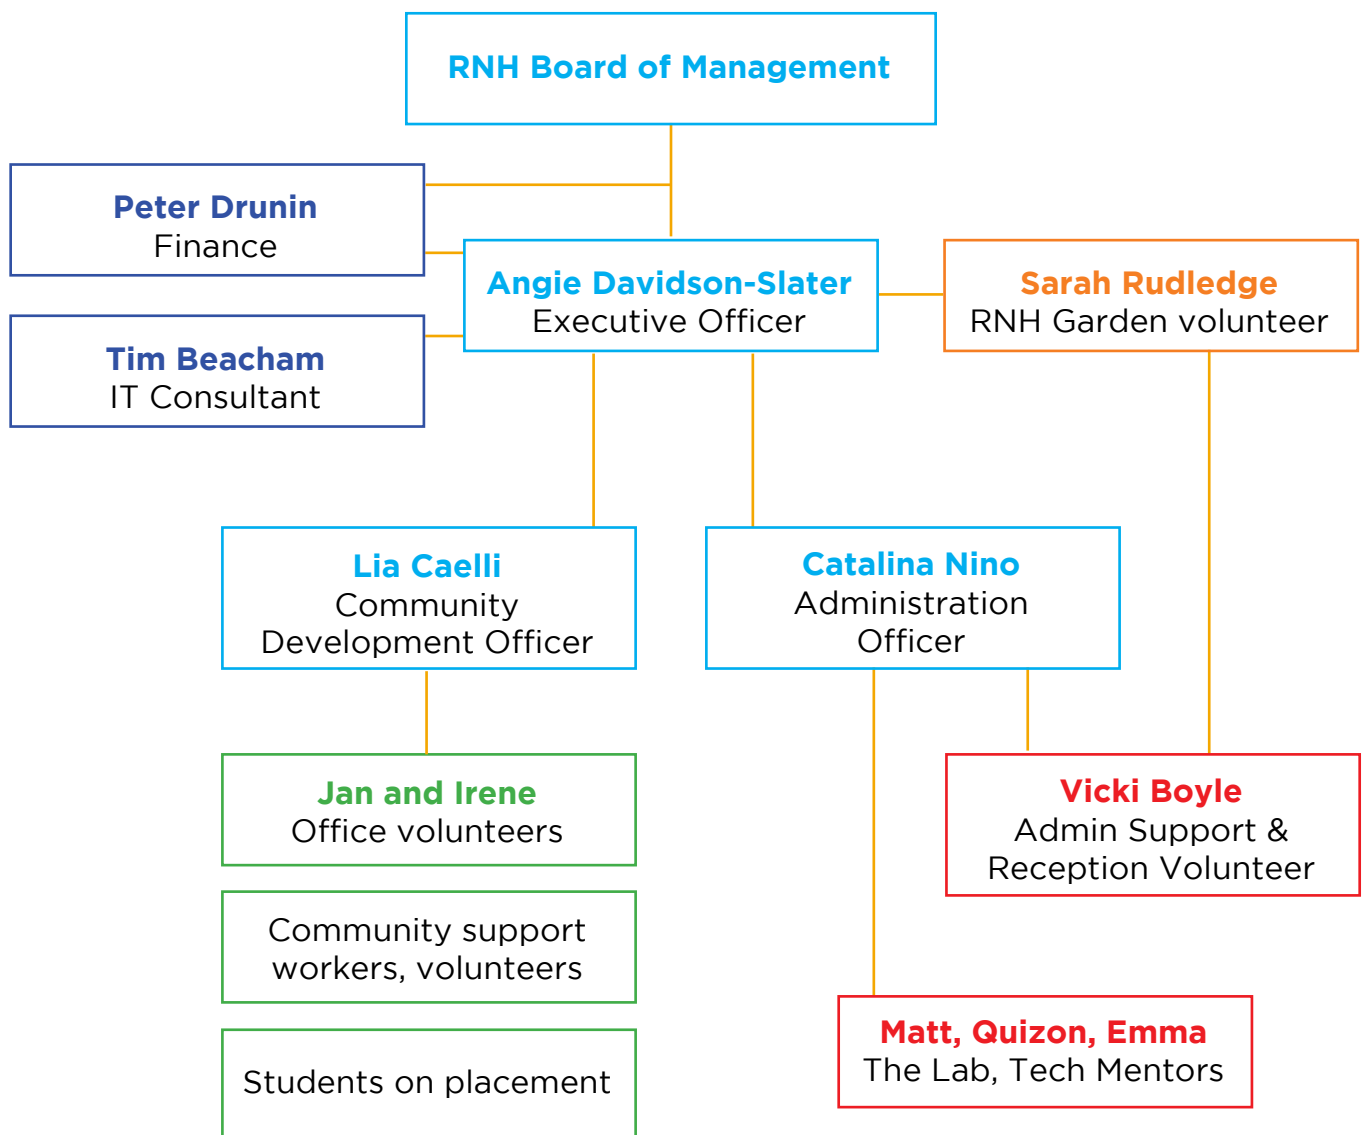 RNH Board of Management
Peter Drunin
Finance
Angie Davidson-Slater
Executive Officer
Sarah Rudledge
RNH Garden volunteer
Tim Beacham
IT Consultant
Lia Caelli
Community
Development Officer
Catalina Nino
Administration
Officer
Jan and Irene
Office volunteers
Vicki Boyle
Admin Support &
Reception Volunteer
Community support
workers, volunteers
Matt, Quizon, Emma
The Lab, Tech Mentors
Students on placement